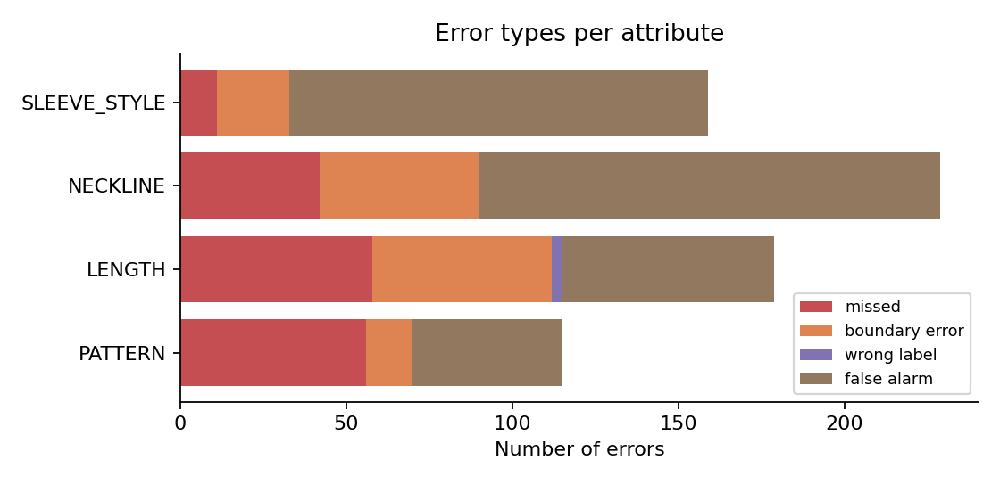 Error types per attribute
SLEEVE_STYLE
NECKLINE
LENGTH
PATTERN
missed
boundary error
wrong label
false alarm
0 50 100 150 200
Number of errors